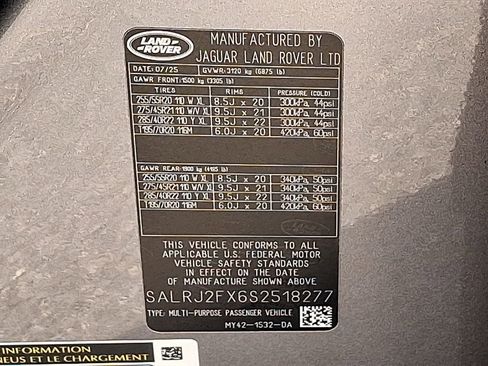 LAND
ROVER
MANUFACTURED BY
JAGUAR LAND ROVER LTD
DATE: 07/25 GVWR: 3120 kg (6875 lb)
GAWR FRONT: 1500 kg (3305 lb)
TIRES RIMS PRESSURE (COLD)
255/55R20 110 W XL 8.5J x 20 300kPa, 44psi
275/45R21 110 W/V XL 9.5J x 21 300kPa, 44psi
285/40R22 110 Y XL 9.5J x 22 300kPa, 44psi
T195/70R20 116M 6.0J x 20 420kPa, 60psi
GAWR REAR: 1900 kg (4185 lb)
255/55R20 110 W XL 8.5J x 20 340kPa, 50psi
275/45R21 110 W/V XL 9.5J x 21 340kPa, 50psi
285/40R22 110 Y XL 9.5J x 22 340kPa, 50psi
T195/70R20 116M 6.0J x 20 420kPa, 60psi
THIS VEHICLE CONFORMS TO ALL
APPLICABLE U.S. FEDERAL MOTOR
VEHICLE SAFETY STANDARDS
IN EFFECT ON THE DATE OF
MANUFACTURE SHOWN ABOVE
SALRJ2FX6S2518277
TYPE: MULTI-PURPOSE PASSENGER VEHICLE
MY42-1532-DA
INFORMATION
NEUS ET LE CHARGEMENT